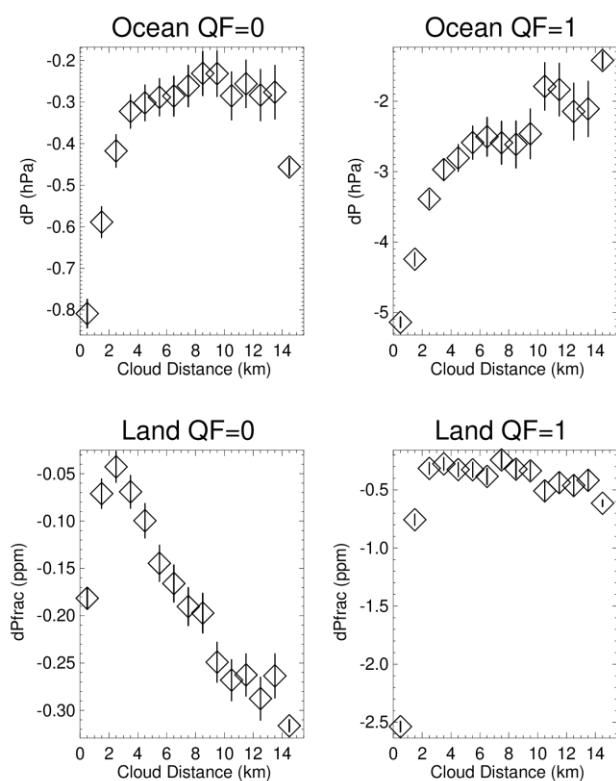 Ocean QF=0
dP (hPa)
-0.2
-0.3
-0.4
-0.5
-0.6
-0.7
-0.8
0 2 4 6 8 10 12 14
Cloud Distance (km)
Ocean QF=1
dP (hPa)
-2
-3
-4
-5
0 2 4 6 8 10 12 14
Cloud Distance (km)
Land QF=0
dPfrac (ppm)
-0.05
-0.10
-0.15
-0.20
-0.25
-0.30
0 2 4 6 8 10 12 14
Cloud Distance (km)
Land QF=1
dPfrac (ppm)
-0.5
-1.0
-1.5
-2.0
-2.5
0 2 4 6 8 10 12 14
Cloud Distance (km)